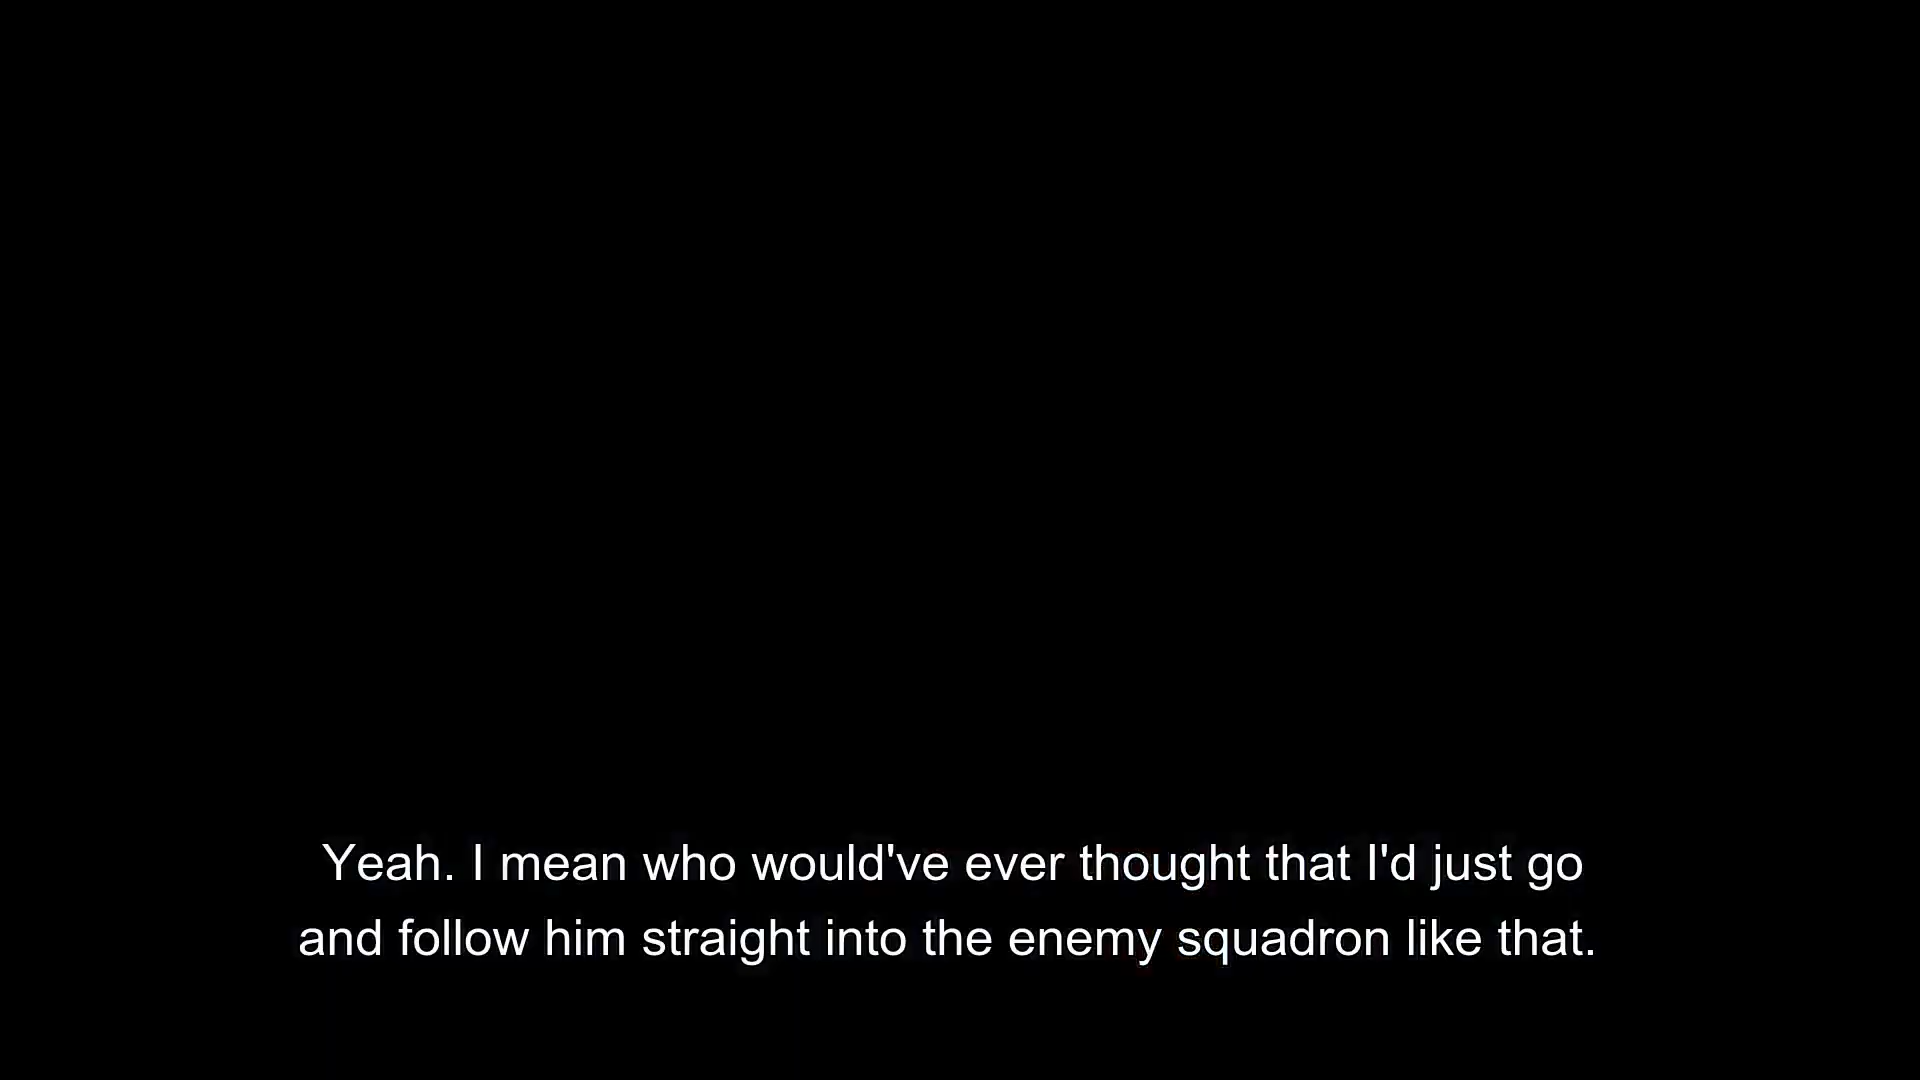 Yeah. I mean who would've ever thought that I'd just go
and follow him straight into the enemy squadron like that.